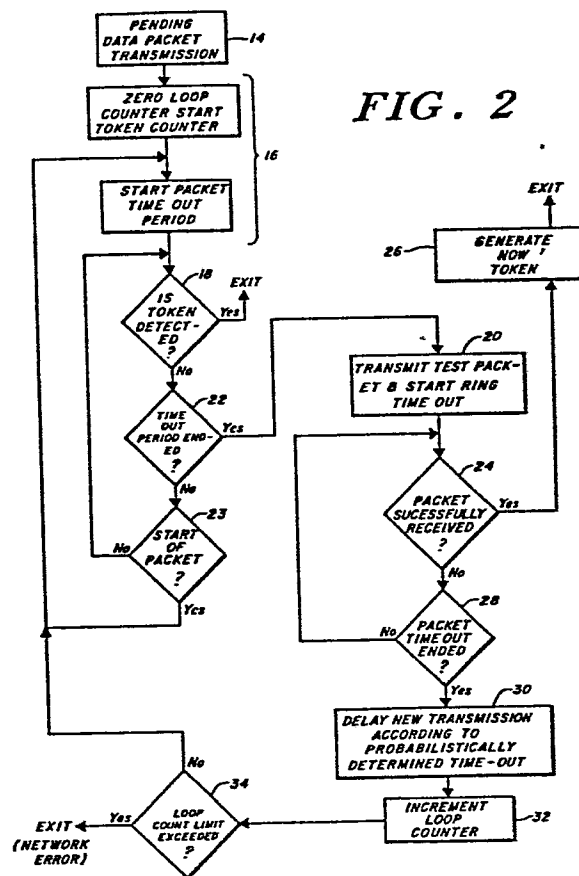 PENDING
DATA PACKET
TRANSMISSION
14
ZERO LOOP
COUNTER START
TOKEN COUNTER
FIG. 2
16
START PACKET
TIME OUT
PERIOD
EXIT
26
GENERATE
NOW'
TOKEN
18
IS
TOKEN
DETECT-
ED
?
Yes
EXIT
No
20
TRANSMIT TEST PACK-
ET & START RING
TIME OUT
22
TIME
OUT
PERIOD END-
ED
?
Yes
No
24
PACKET
SUCESSFULLY
RECEIVED
?
Yes
No
23
START
OF
PACKET
?
No
Yes
28
PACKET
TIME OUT
ENDED
?
No
Yes
30
DELAY NEW TRANSMISSION
ACCORDING TO
PROBABILISTICALLY
DETERMINED TIME-OUT
No
34
LOOP
COUNT LIMIT
EXCEEDED
?
Yes
EXIT
(NETWORK
ERROR)
INCREMENT
LOOP
COUNTER
32